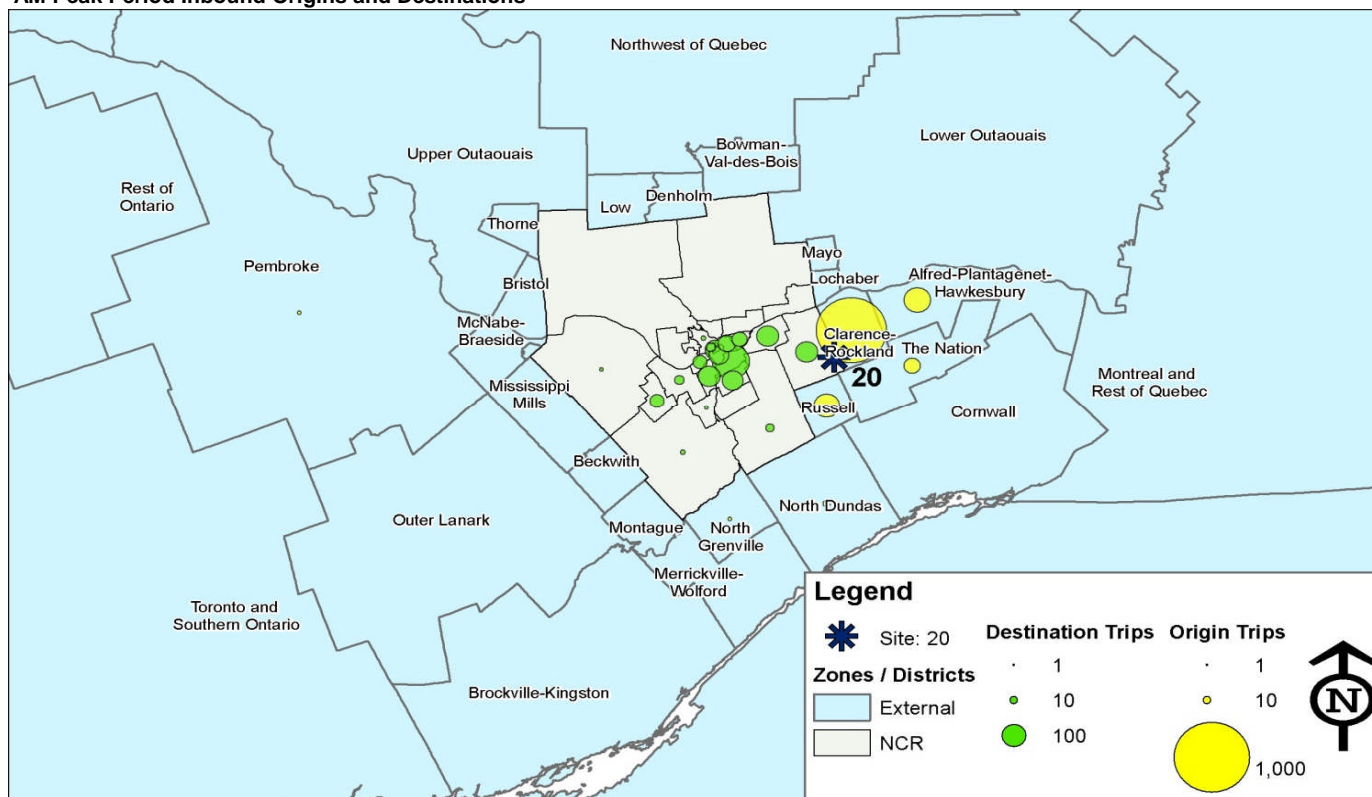 AM Peak Period Inbound Origins and Destinations
Northwest of Quebec
Lower Outaouais
Bowman-
Val-des-Bois
Upper Outaouais
Rest of
Ontario
Denholm
Low
Thorne
Mayo
Pembroke
Lochaber
Alfred-Plantagenet-
Hawkesbury
Bristol
McNabe-
Braeside
Clarence-
Rockland
The Nation
20
Montreal and
Rest of Quebec
Mississippi
Mills
Russell
Cornwall
Beckwith
North Dundas
Outer Lanark
Montague
North
Grenville
Merrickville-
Wolford
Toronto and
Southern Ontario
Brockville-Kingston
Legend
Site: 20
Zones / Districts
External
NCR
Destination Trips
1
10
100
Origin Trips
1
10
1,000
N